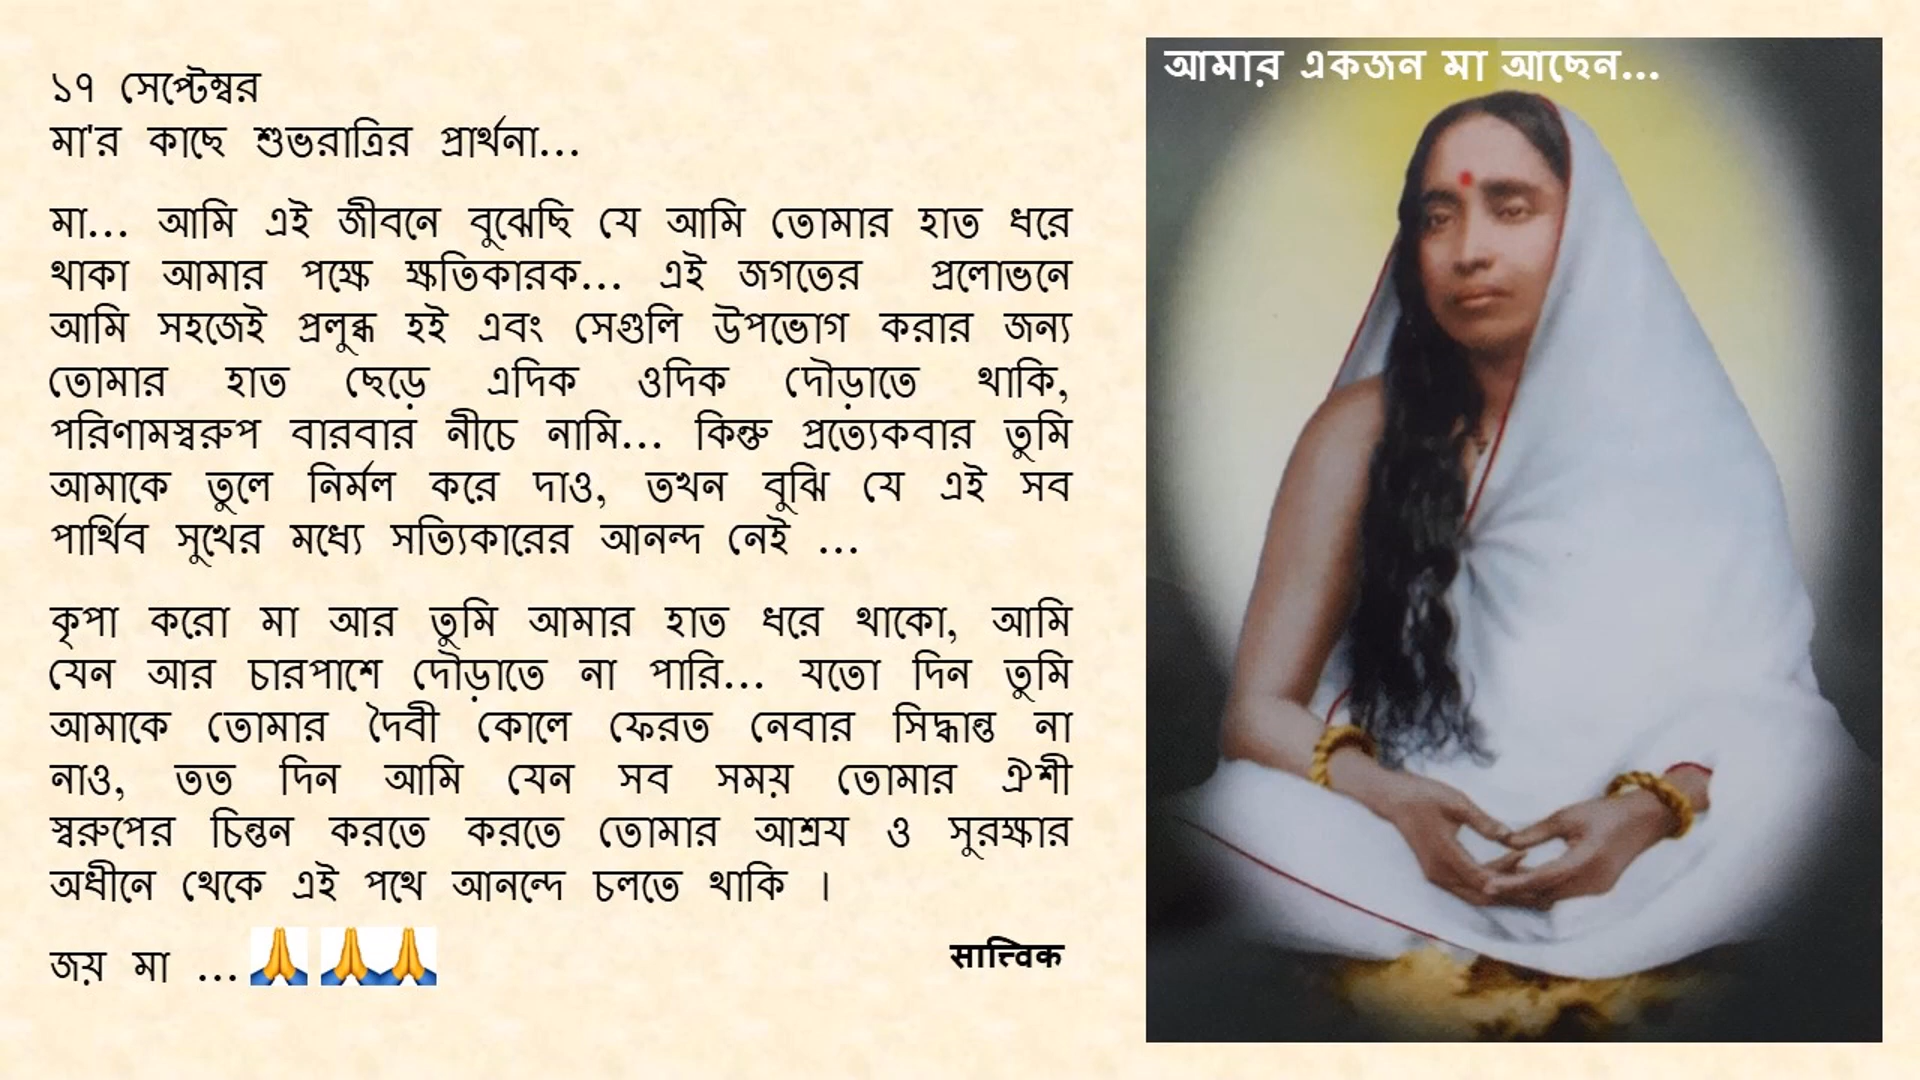 ১৭ সেপ্টেম্বর
মা'র কাছে শুভরাত্রির প্রার্থনা...
মা... আমি এই জীবনে বুঝেছি যে আমি তোমার হাত ধরে
থাকা আমার পক্ষে ক্ষতিকারক... এই জগতের প্রলোভনে
আমি সহজেই প্রলুব্ধ হই এবং সেগুলি উপভোগ করার জন্য
তোমার হাত ছেড়ে এদিক ওদিক দৌড়াতে থাকি,
পরিণামস্বরুপ বারবার নীচে নামি... কিন্তু প্রত্যেকবার তুমি
আমাকে তুলে নির্মল করে দাও, তখন বুঝি যে এই সব
পার্থিব সুখের মধ্যে সত্যিকারের আনন্দ নেই ...
কৃপা করো মা আর তুমি আমার হাত ধরে থাকো, আমি
যেন আর চারপাশে দৌড়াতে না পারি... যতো দিন তুমি
আমাকে তোমার দৈবী কোলে ফেরত নেবার সিদ্ধান্ত না
নাও, তত দিন আমি যেন সব সময় তোমার ঐশী
স্বরুপের চিন্তন করতে করতে তোমার আশ্রয ও সুরক্ষার
অধীনে থেকে এই পথে আনন্দে চলতে থাকি ।
জয় মা ... 🙏 🙏🙏
सात्त्विक
আমার একজন মা আছেন...